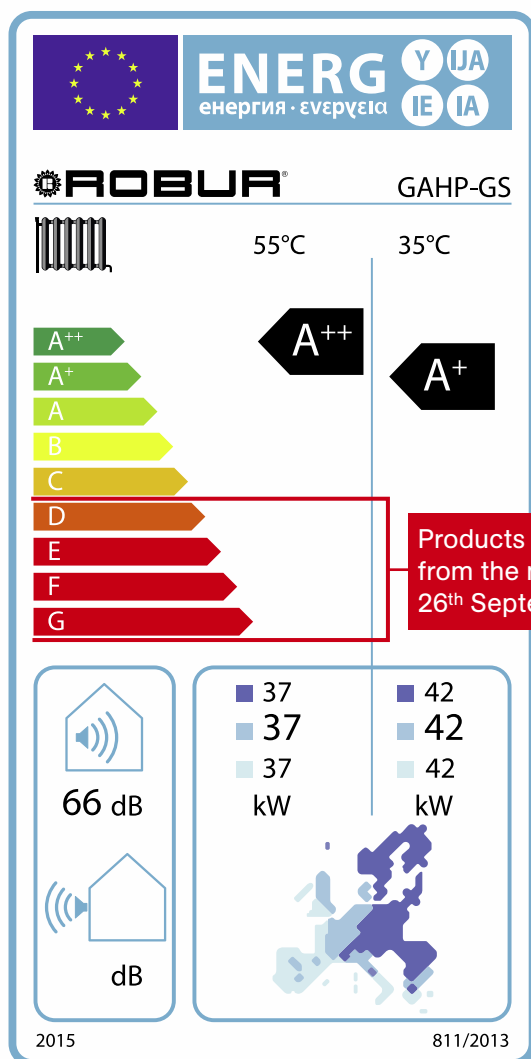 ENERG
енергия · ενεργεια
Y IJA
IE IA
ROBUR®
GAHP-GS
55°C 35°C
A++
A+
A++
A+
A
B
C
D
E
F
G
Products
from the
26th
37 42
37 42
37 42
kW kW
66 dB
dB
2015 811/2013